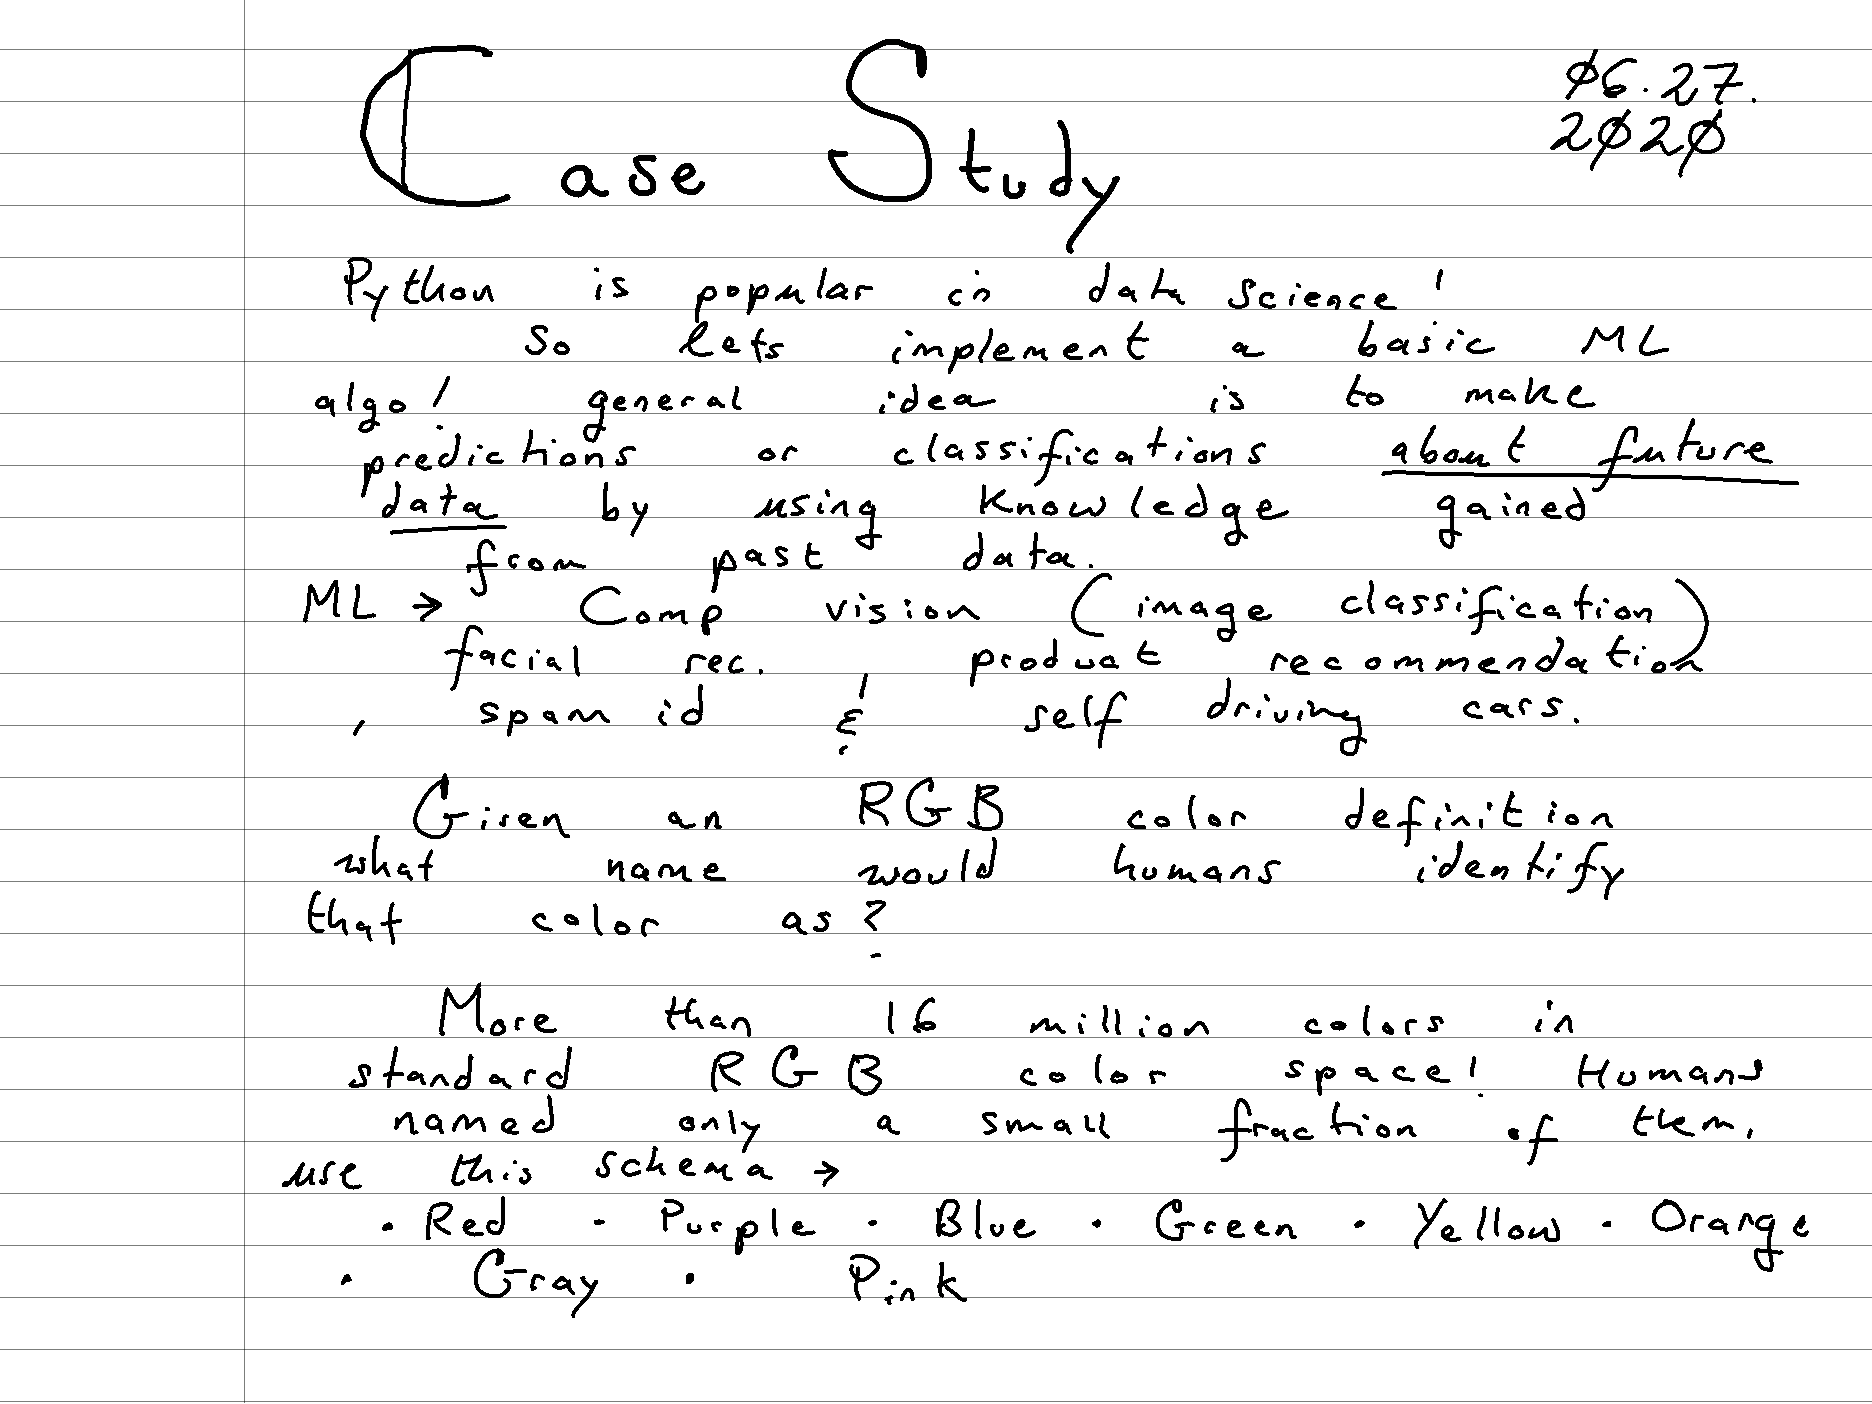 Case Study
06.27.
2020
Python is popular in data science!
So lets implement a basic ML
algo! general idea is to make
predictions or classifications about future
data by using knowledge gained
from past data.
ML → Comp vision (image classification)
facial rec. product recommendation
, spam id & self driving cars.
Given an RGB color definition
what name would humans identify
that color as?
More than 16 million colors in
standard RGB color space! Humans
named only a small fraction of them,
use this schema →
· Red · Purple · Blue · Green · Yellow · Orange
· Gray · Pink